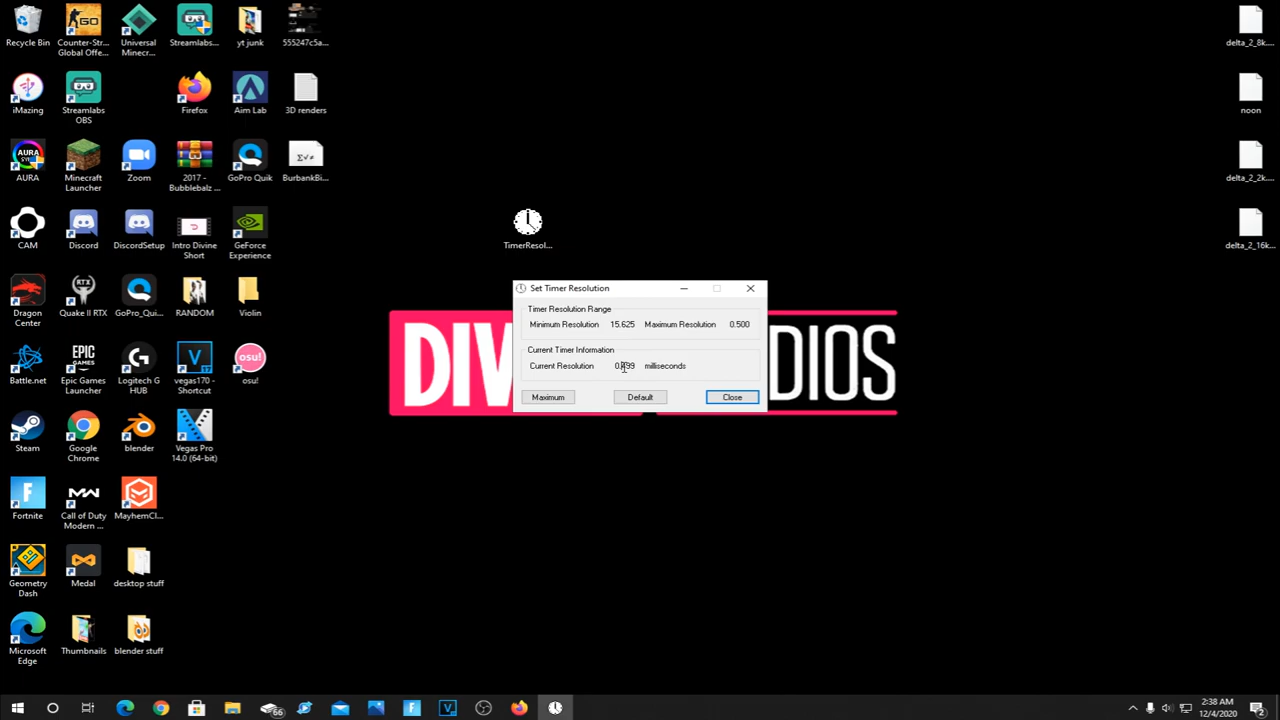 Recycle Bin
Counter-Str...
Global Offe...
Universal
Minecr...
Streamlabs...
yt junk
555247c5a...
delta_2_8k....
iMazing
Streamlabs
OBS
Firefox
Aim Lab
3D renders
noon
AURA
Minecraft
Launcher
Zoom
2017 -
Bubblebalz ...
GoPro Quik
BurbankBi...
delta_2_2k....
CAM
Discord
DiscordSetup
Intro Divine
Short
GeForce
Experience
TimerResol...
delta_2_16k...
Dragon
Center
Quake II RTX
GoPro_Qui...
RANDOM
Violin
Battle.net
Epic Games
Launcher
Logitech G
HUB
vegas170 -
Shortcut
osu!
Set Timer Resolution
Timer Resolution Range
Minimum Resolution 15.625 Maximum Resolution 0.500
Current Timer Information
Current Resolution milliseconds
Maximum Default Close
DIV
DIOS
Steam
Google
Chrome
blender
Vegas Pro
14.0 (64-bit)
Fortnite
Call of Duty
Modern ...
MayhemCl...
Geometry
Dash
Medal
desktop stuff
Microsoft
Edge
Thumbnails
blender stuff
66
2:38 AM
12/4/2020
2